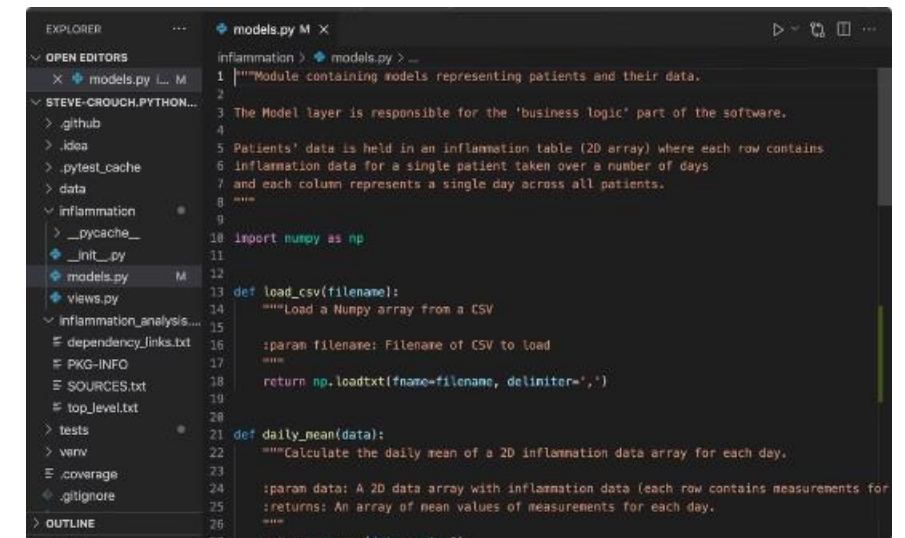 EXPLORER ...
OPEN EDITORS
models.py i... M
STEVE-CROUCH.PYTHON...
.github
.idea
.pytest_cache
data
inflammation
__pycache__
__init__.py
models.py M
views.py
inflammation_analysis....
dependency_links.txt
PKG-INFO
SOURCES.txt
top_level.txt
tests
venv
.coverage
.gitignore
OUTLINE
models.py M
inflammation > models.py > ...
1 """Module containing models representing patients and their data.
2
3 The Model layer is responsible for the 'business logic' part of the software.
4
5 Patients' data is held in an inflammation table (2D array) where each row contains
6 inflammation data for a single patient taken over a number of days
7 and each column represents a single day across all patients.
8 """
9
10 import numpy as np
11
12
13 def load_csv(filename):
14 """Load a Numpy array from a CSV
15
16 :param filename: Filename of CSV to load
17 """
18 return np.loadtxt(fname=filename, delimiter=',')
19
20
21 def daily_mean(data):
22 """Calculate the daily mean of a 2D inflammation data array for each day.
23
24 :param data: A 2D data array with inflammation data (each row contains measurements for
25 :returns: An array of mean values of measurements for each day.
26 """